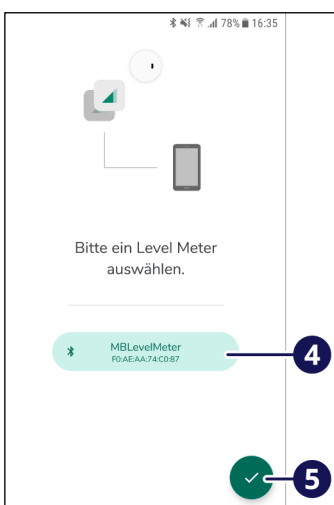 78% 16:35
Bitte ein Level Meter
auswählen.
MBLevelMeter
F0:AE:AA:74:C0:87
4
5